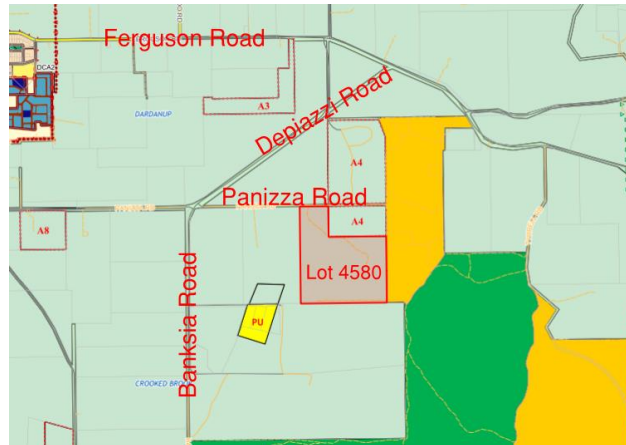 Ferguson Road
DCA2
A3
DARDANUP
Depiazzi Road
A4
Panizza Road
A4
A8
Lot 4580
Banksia Road
PU
CROOKED BROOK